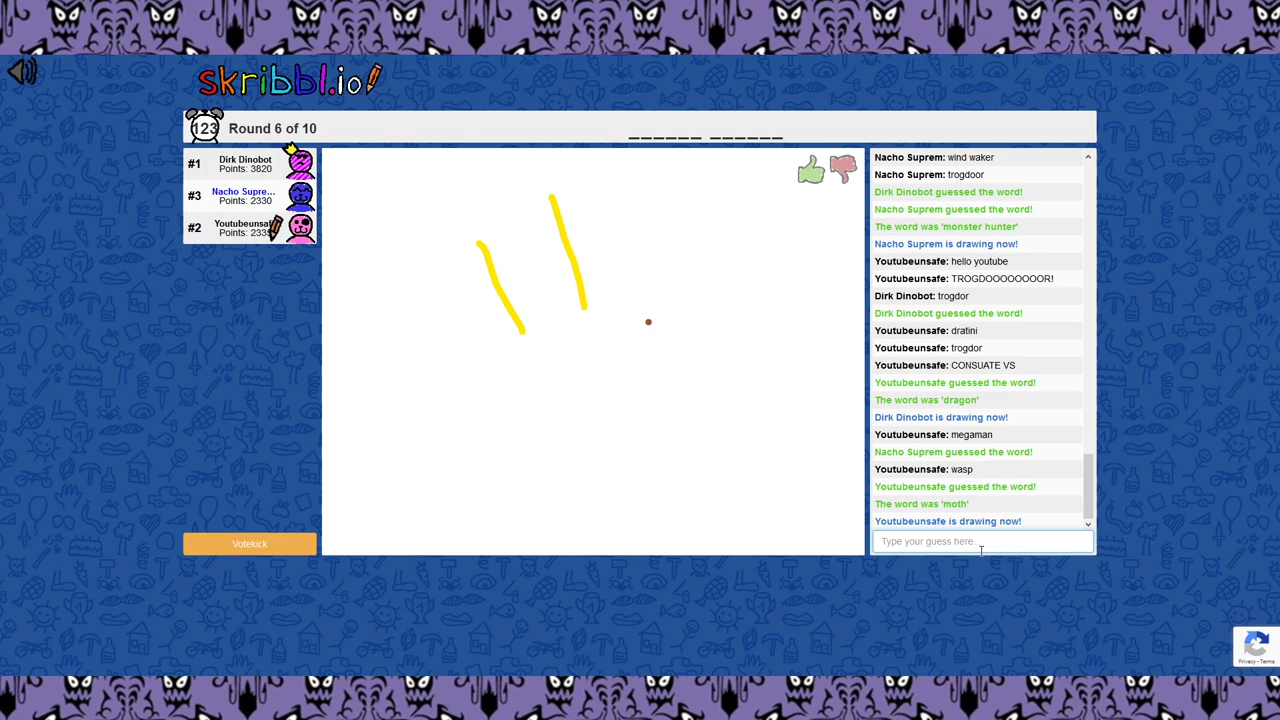 skribbl.io
123
Round 6 of 10
______ ______
#1
Dirk Dinobot
Points: 3820
#3
Nacho Supre...
Points: 2330
#2
Youtubeunsaf
Points: 2335
Votekick
Nacho Suprem: wind waker
Nacho Suprem: trogdoor
Dirk Dinobot guessed the word!
Nacho Suprem guessed the word!
The word was 'monster hunter'
Nacho Suprem is drawing now!
Youtubeunsafe: hello youtube
Youtubeunsafe: TROGDOOOOOOOOR!
Dirk Dinobot: trogdor
Dirk Dinobot guessed the word!
Youtubeunsafe: dratini
Youtubeunsafe: trogdor
Youtubeunsafe: CONSUATE VS
Youtubeunsafe guessed the word!
The word was 'dragon'
Dirk Dinobot is drawing now!
Youtubeunsafe: megaman
Nacho Suprem guessed the word!
Youtubeunsafe: wasp
Youtubeunsafe guessed the word!
The word was 'moth'
Youtubeunsafe is drawing now!
Type your guess here...
Privacy - Terms